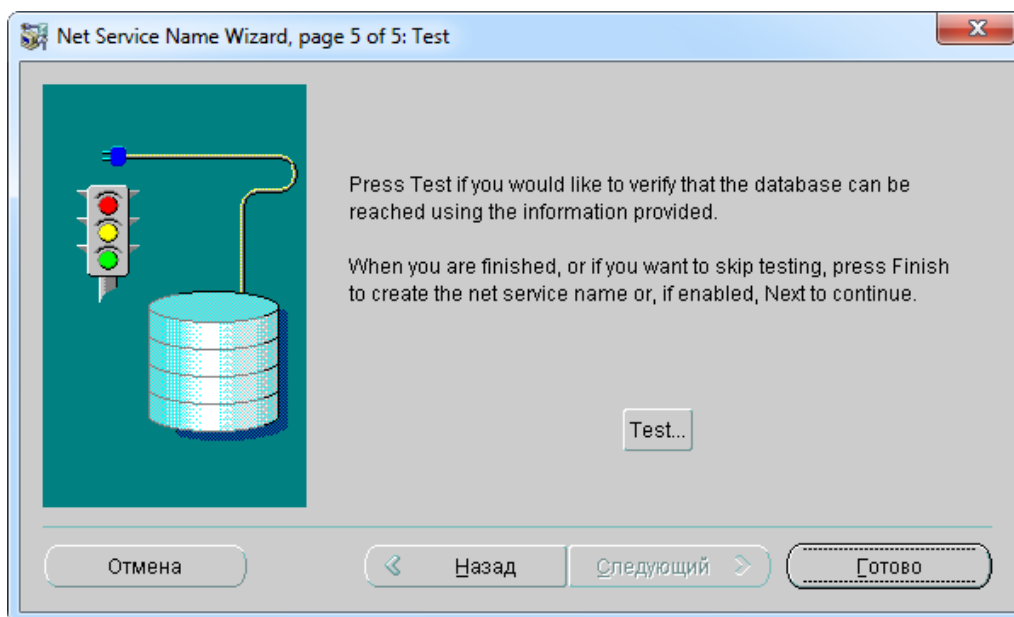 Net Service Name Wizard, page 5 of 5: Test
Press Test if you would like to verify that the database can be
reached using the information provided.
When you are finished, or if you want to skip testing, press Finish
to create the net service name or, if enabled, Next to continue.
Test...
Отмена
Назад
Следующий
Готово